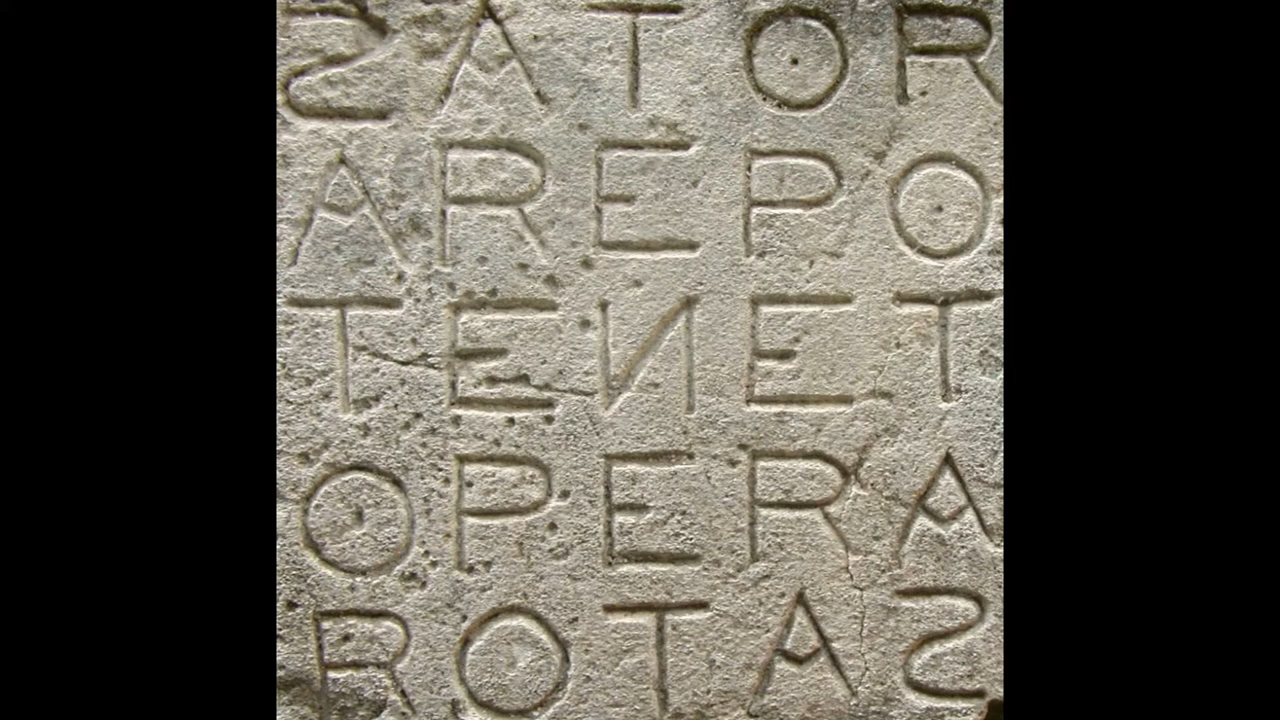 SATOR
AREPO
TENET
OPERA
ROTAS